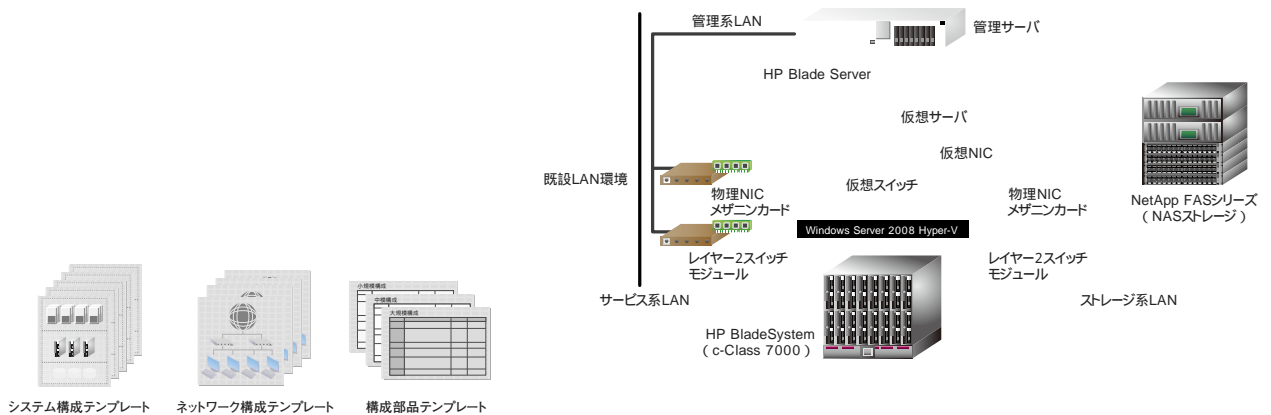 管理系LAN
管理サーバ
HP Blade Server
仮想サーバ
仮想NIC
既設LAN環境
物理NIC
メザニンカード
仮想スイッチ
物理NIC
メザニンカード
NetApp FASシリーズ
（NASストレージ）
Windows Server 2008 Hyper-V
レイヤー2スイッチ
モジュール
レイヤー2スイッチ
モジュール
サービス系LAN
ストレージ系LAN
HP BladeSystem
（c-Class 7000）
小規模構成
中規模構成
大規模構成
システム構成テンプレート
ネットワーク構成テンプレート
構成部品テンプレート